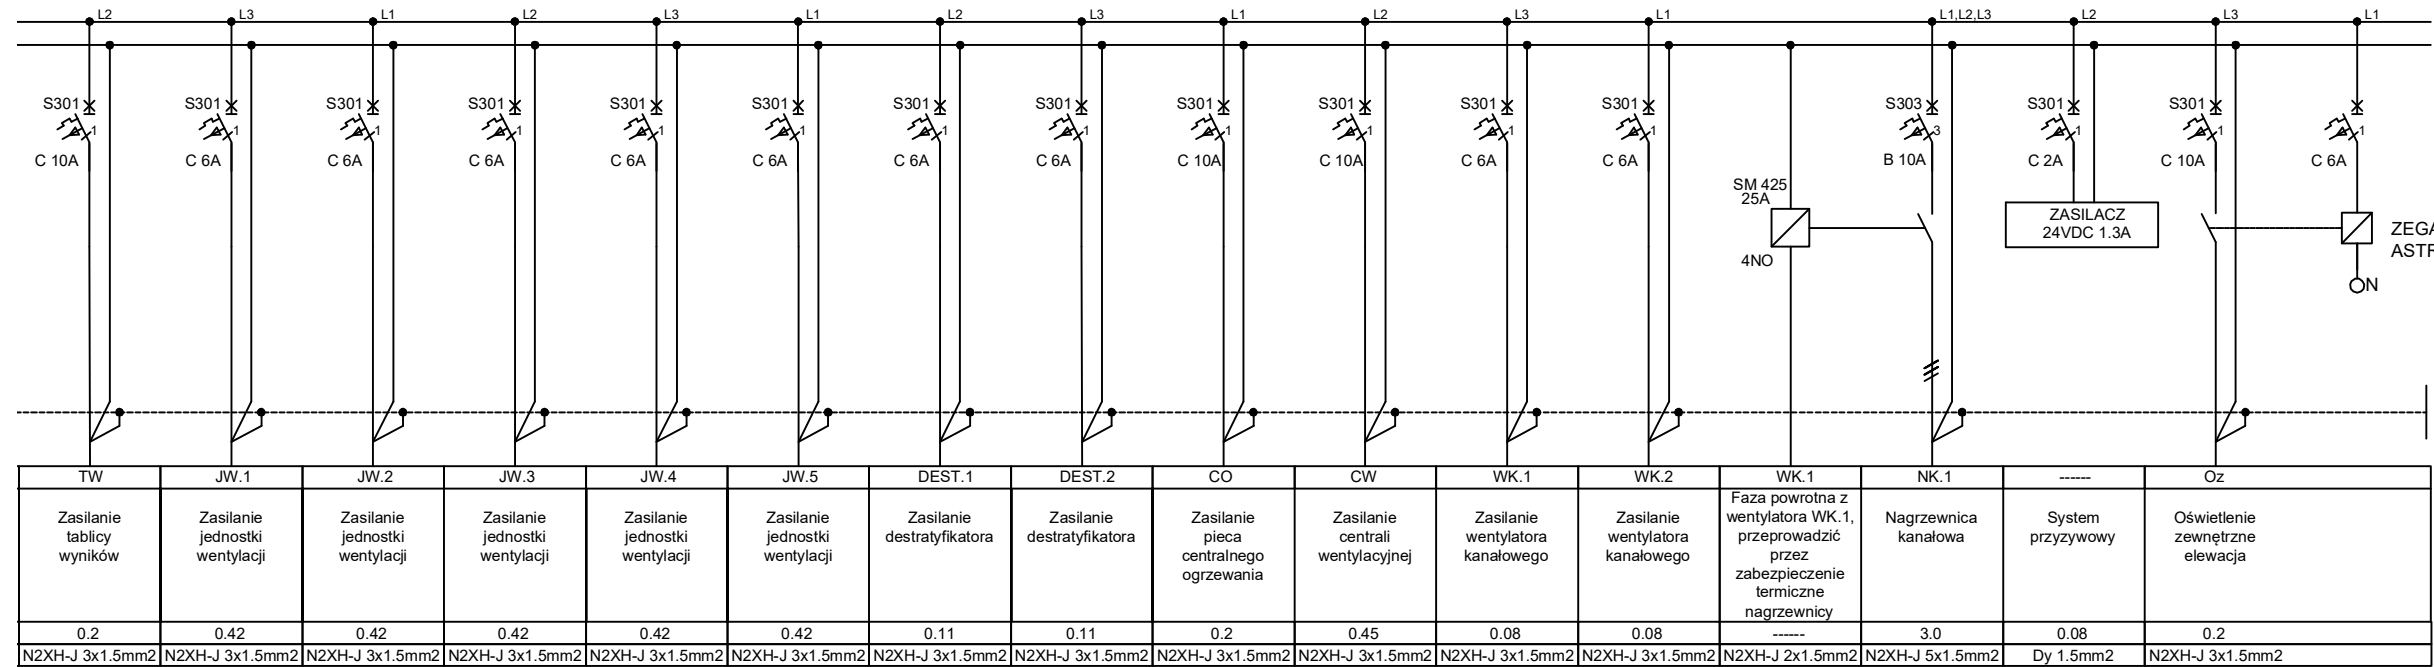 L2 L3 L1 L2 L3 L1 L2 L3 L1 L2 L3 L1 L1,L2,L3 L2 L3 L1
S301 S301 S301 S301 S301 S301 S301 S301 S301 S301 S301 S301 S303 S301 S301
1 1 1 1 1 1 1 1 1 1 1 1 3 1 1 1
C 10A C 6A C 6A C 6A C 6A C 6A C 6A C 6A C 10A C 10A C 6A C 6A B 10A C 2A C 10A C 6A
SM 425
25A
4NO
ZASILACZ
24VDC 1.3A
ZEGA
ASTR
N
TW JW.1 JW.2 JW.3 JW.4 JW.5 DEST.1 DEST.2 CO CW WK.1 WK.2 WK.1 NK.1 ------ Oz
Zasilanie
tablicy
wyników
Zasilanie
jednostki
wentylacji
Zasilanie
jednostki
wentylacji
Zasilanie
jednostki
wentylacji
Zasilanie
jednostki
wentylacji
Zasilanie
jednostki
wentylacji
Zasilanie
destratyfikatora
Zasilanie
destratyfikatora
Zasilanie
pieca
centralnego
ogrzewania
Zasilanie
centrali
wentylacyjnej
Zasilanie
wentylatora
kanałowego
Zasilanie
wentylatora
kanałowego
Faza powrotna z
wentylatora WK.1,
przeprowadzić
przez
zabezpieczenie
termiczne
nagrzewnicy
Nagrzewnica
kanałowa
System
przyzywowy
Oświetlenie
zewnętrzne
elewacja
0.2 0.42 0.42 0.42 0.42 0.42 0.11 0.11 0.2 0.45 0.08 0.08 ------ 3.0 0.08 0.2
N2XH-J 3x1.5mm2 N2XH-J 3x1.5mm2 N2XH-J 3x1.5mm2 N2XH-J 3x1.5mm2 N2XH-J 3x1.5mm2 N2XH-J 3x1.5mm2 N2XH-J 3x1.5mm2 N2XH-J 3x1.5mm2 N2XH-J 3x1.5mm2 N2XH-J 3x1.5mm2 N2XH-J 3x1.5mm2 N2XH-J 3x1.5mm2 N2XH-J 2x1.5mm2 N2XH-J 5x1.5mm2 Dy 1.5mm2 N2XH-J 3x1.5mm2